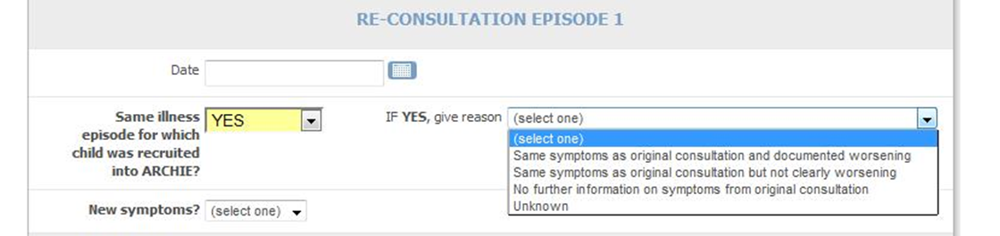 RE-CONSULTATION EPISODE 1
Date
Same illness episode for which child was recruited into ARCHIE?
YES
IF YES, give reason
(select one)
(select one)
Same symptoms as original consultation and documented worsening
Same symptoms as original consultation but not clearly worsening
No further information on symptoms from original consultation
Unknown
New symptoms?
(select one)